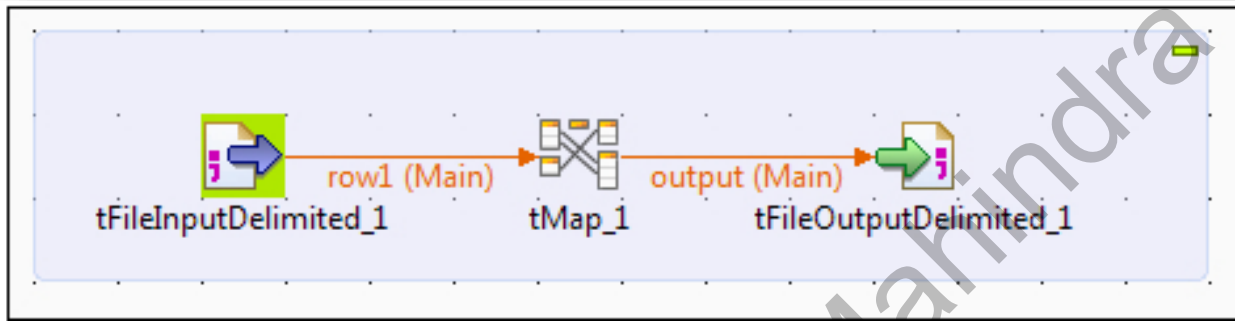 row1 (Main) output (Main)
tFileInputDelimited_1 tMap_1 tFileOutputDelimited_1
Mahindra